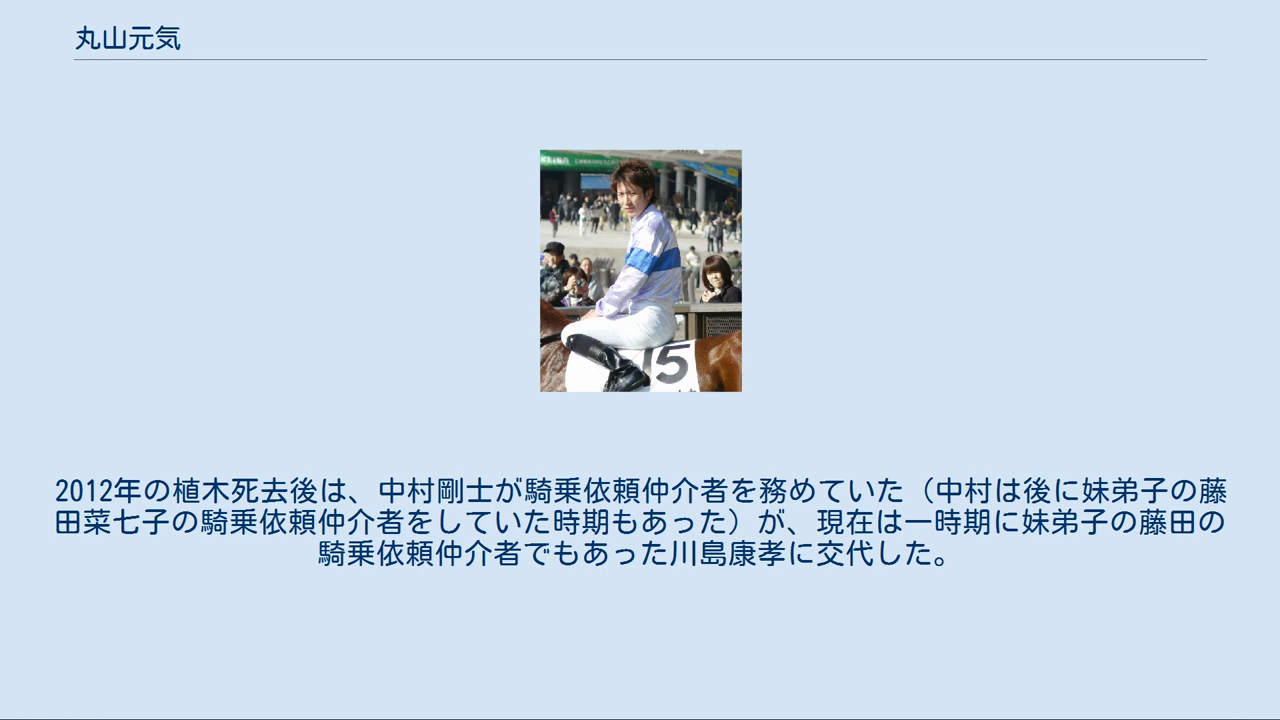 丸山元気
15
2012年の植木死去後は、中村剛士が騎乗依頼仲介者を務めていた（中村は後に妹弟子の藤
田菜七子の騎乗依頼仲介者をしていた時期もあった）が、現在は一時期に妹弟子の藤田の
騎乗依頼仲介者でもあった川島康孝に交代した。